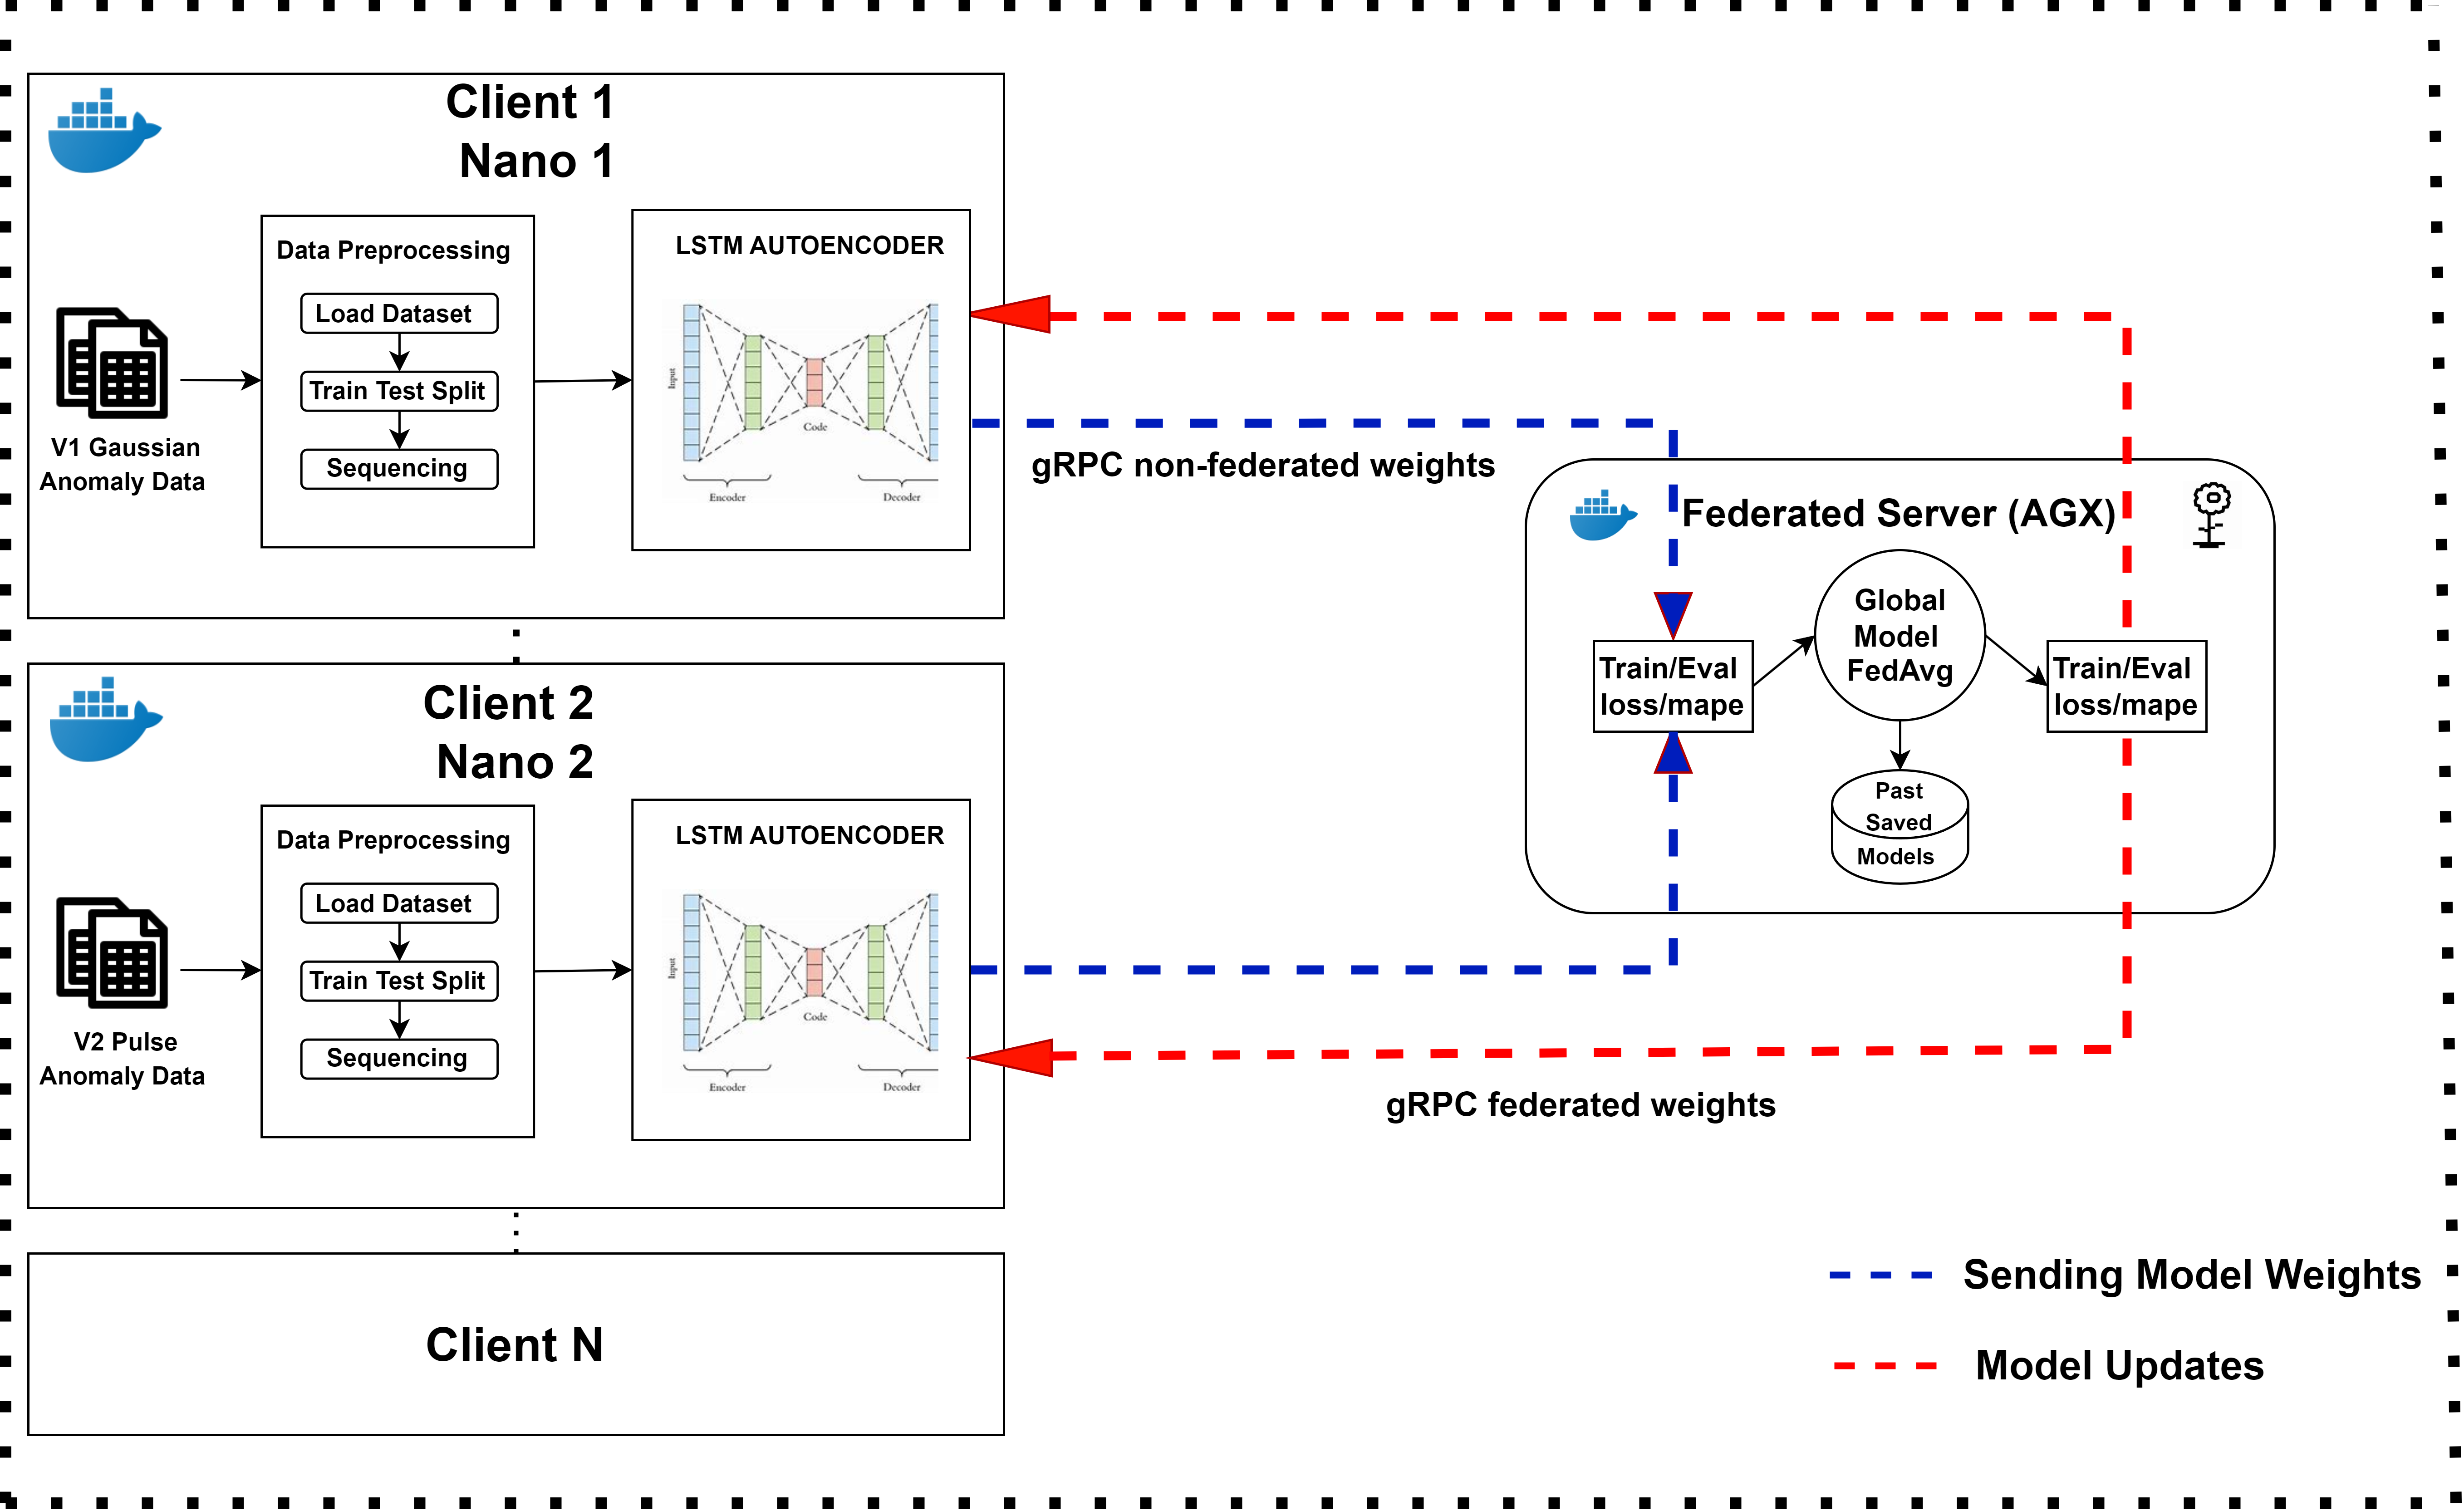 Client 1
Nano 1
Data Preprocessing
Load Dataset
Train Test Split
Sequencing
V1 Gaussian
Anomaly Data
LSTM AUTOENCODER
Input
Code
Encoder
Decoder
gRPC non-federated weights
Federated Server (AGX)
Train/Eval
loss/mape
Global
Model
FedAvg
Train/Eval
loss/mape
Past
Saved
Models
Client 2
Nano 2
Data Preprocessing
Load Dataset
Train Test Split
Sequencing
V2 Pulse
Anomaly Data
LSTM AUTOENCODER
Input
Code
Encoder
Decoder
gRPC federated weights
Client N
Sending Model Weights
Model Updates